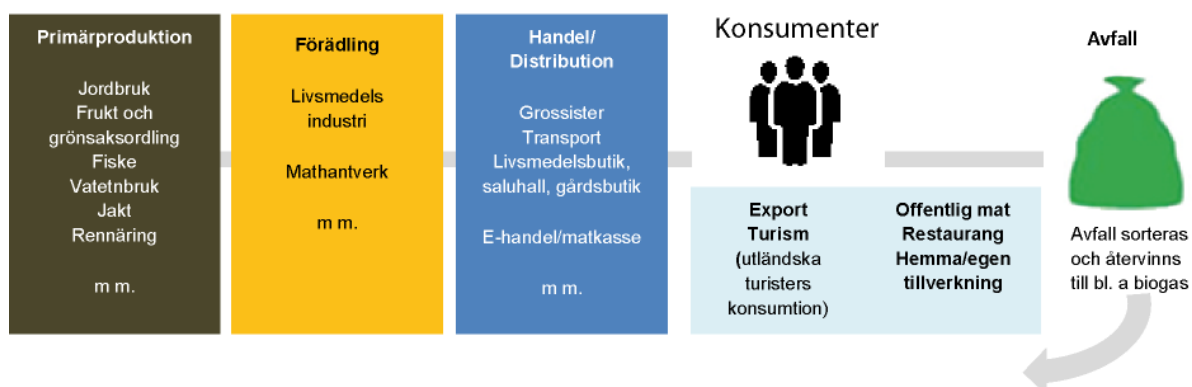 Primärproduktion
Jordbruk
Frukt och
grönsaksordling
Fiske
Vatetnbruk
Jakt
Rennäring
m m.
Förädling
Livsmedels
industri
Mathantverk
m m.
Handel/
Distribution
Grossister
Transport
Livsmedelsbutik,
saluhall, gårdsbutik
E-handel/matkasse
m m.
Konsumenter
Export
Turism
(utländska
turisters
konsumtion)
Offentlig mat
Restaurang
Hemma/egen
tillverkning
Avfall
Avfall sorteras
och återvinns
till bl. a biogas